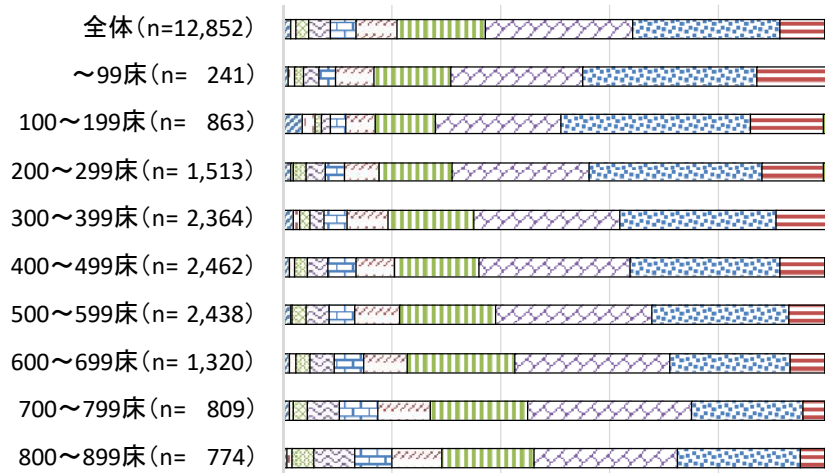 全体(n=12,852)
～99床(n= 241)
100～199床(n= 863)
200～299床(n= 1,513)
300～399床(n= 2,364)
400～499床(n= 2,462)
500～599床(n= 2,438)
600～699床(n= 1,320)
700～799床(n= 809)
800～899床(n= 774)